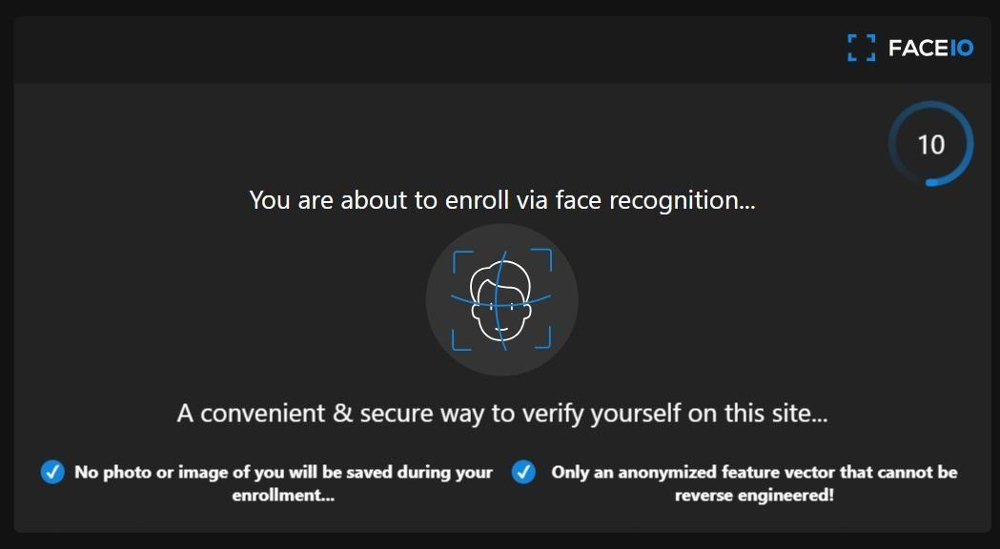 FACEIO
10
You are about to enroll via face recognition...
A convenient & secure way to verify yourself on this site...
No photo or image of you will be saved during your
enrollment...
Only an anonymized feature vector that cannot be
reverse engineered!